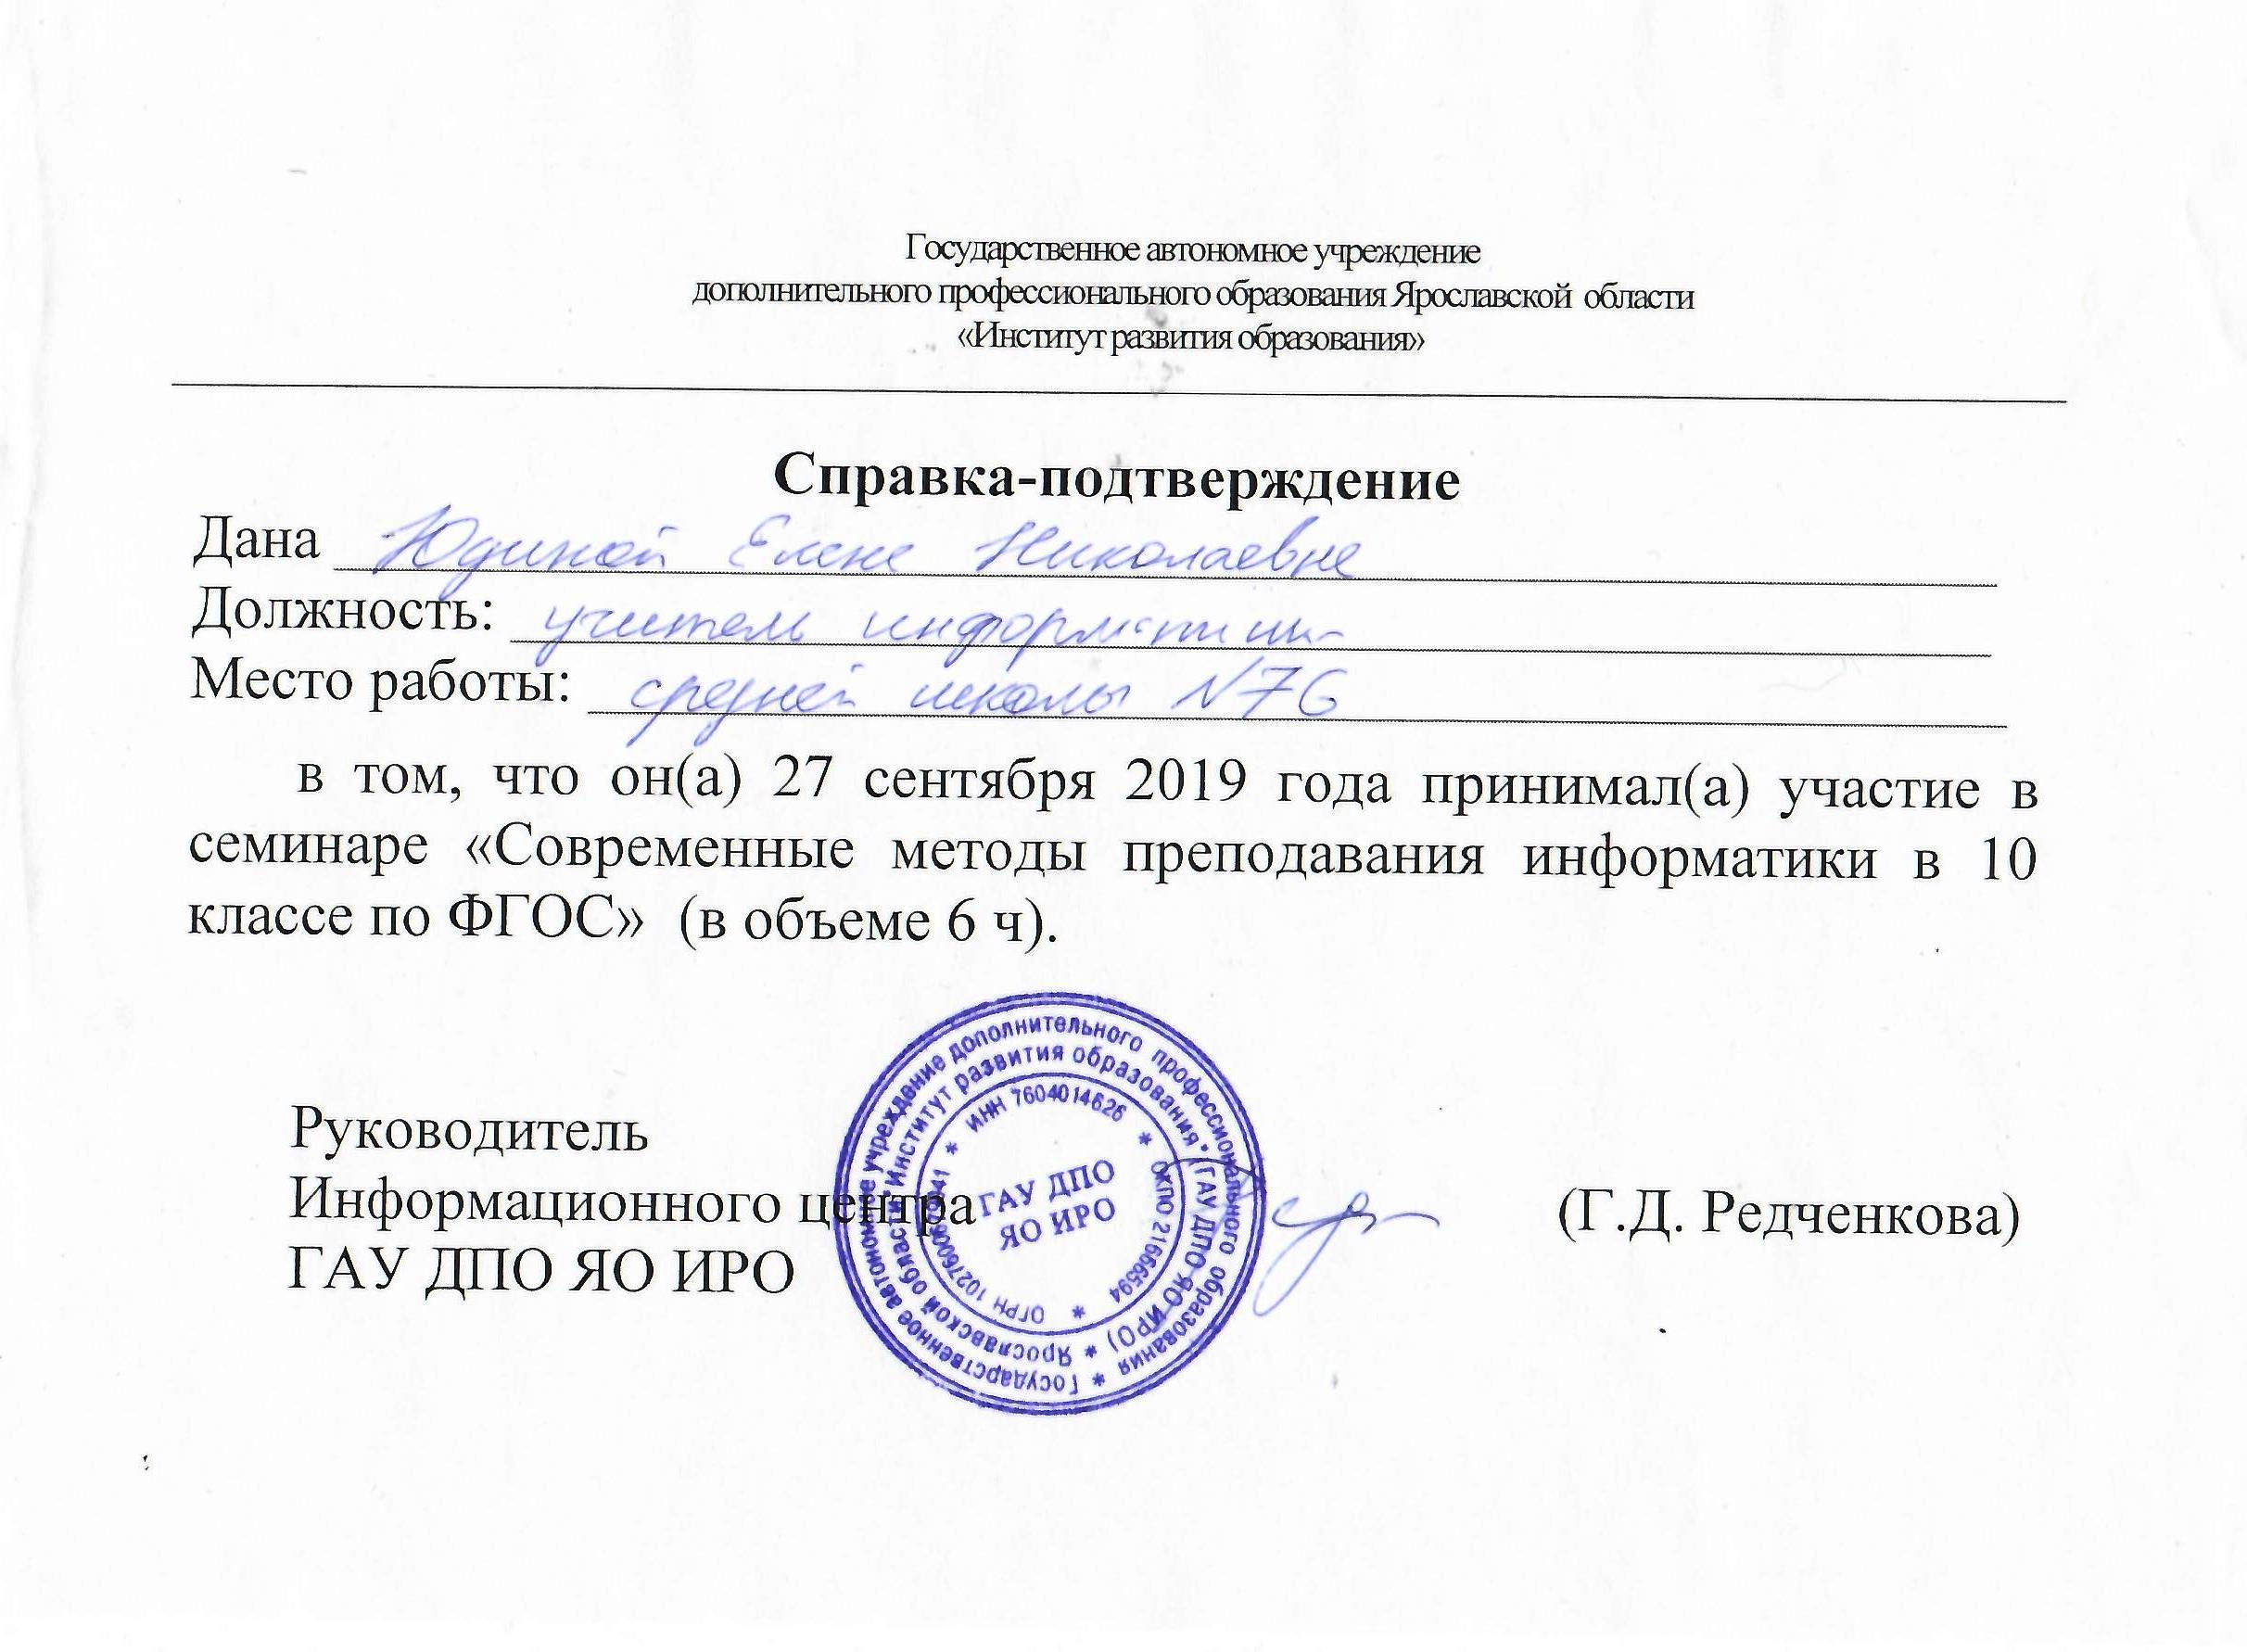 Государственное автономное учреждение
дополнительного профессионального образования Ярославской области
«Институт развития образования»
Справка-подтверждение
Дана Юдиной Елене Николаевне
Должность: учитель информатики
Место работы: средней школы N76
в том, что он(а) 27 сентября 2019 года принимал(а) участие в
семинаре «Современные методы преподавания информатики в 10
классе по ФГОС» (в объеме 6 ч).
Руководитель
Информационного центра
ГАУ ДПО ЯО ИРО
(Г.Д. Редченкова)
Государственное автономное учреждение дополнительного профессионального образования *
Ярославской области "Институт развития образования" (ГАУ ДПО ЯО ИРО) *
* ИНН 7604014626 * ОКПО 21666594 * ОГРН
ГАУ ДПО
ЯО ИРО